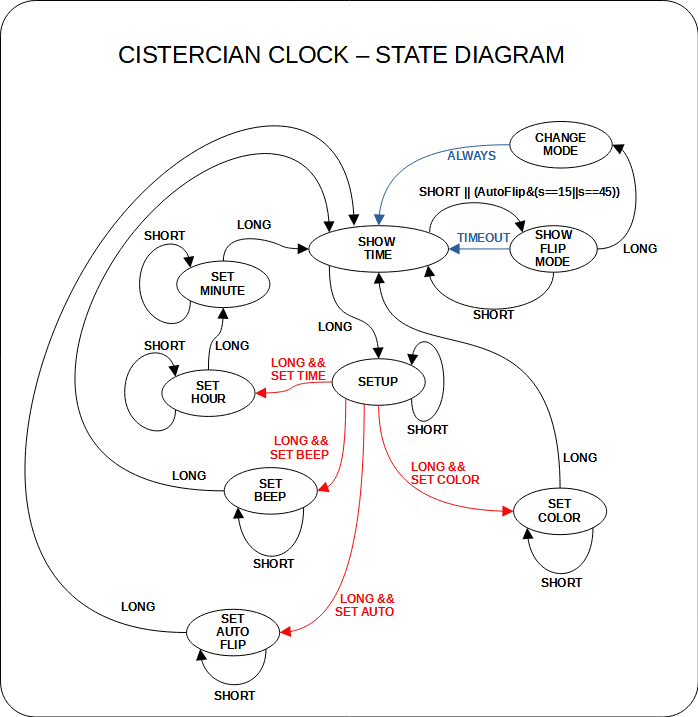 CISTERCIAN CLOCK – STATE DIAGRAM
CHANGE
MODE
ALWAYS
SHORT || (AutoFlip&(s==15||s==45))
SHORT
LONG
SHOW
TIME
TIMEOUT
SHOW
FLIP
MODE
LONG
SET
MINUTE
SHORT
LONG
SHORT
LONG
SET
HOUR
LONG &&
SET TIME
SETUP
SHORT
LONG &&
SET BEEP
LONG &&
SET COLOR
LONG
LONG
SET
BEEP
SET
COLOR
SHORT
SHORT
LONG &&
SET AUTO
LONG
SET
AUTO
FLIP
SHORT